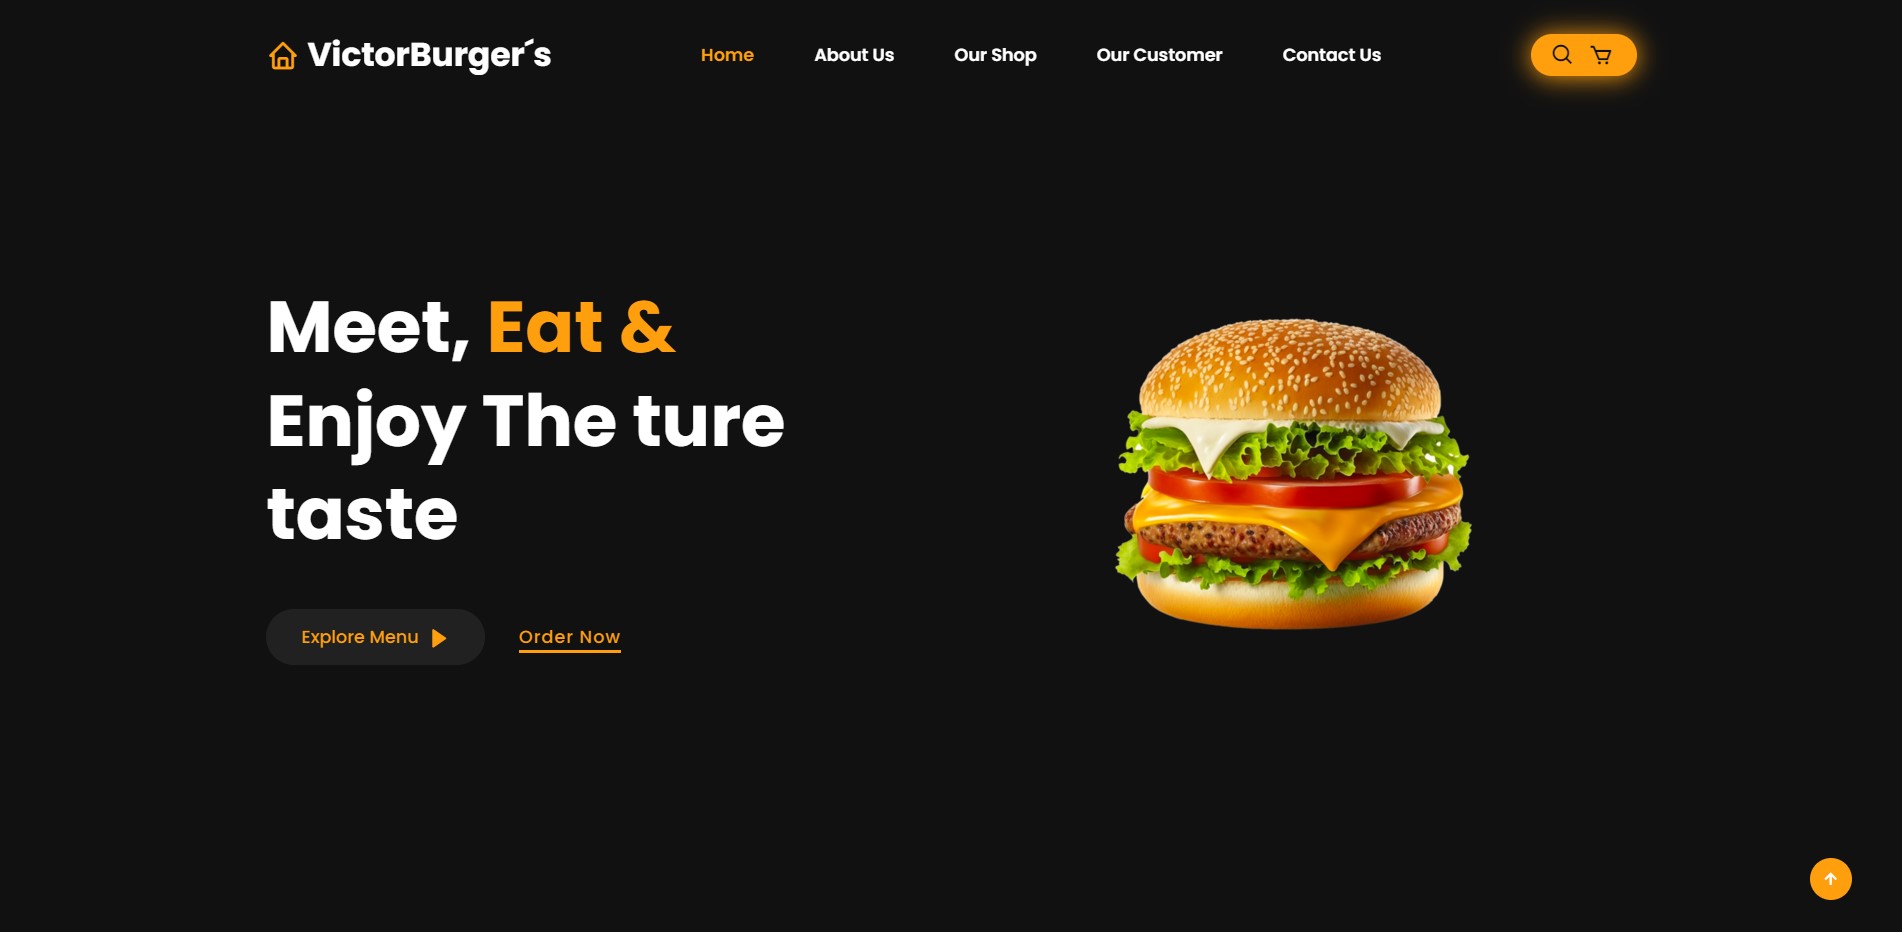 VictorBurger´s
Home
About Us
Our Shop
Our Customer
Contact Us
Meet, Eat &
Enjoy The ture
taste
Explore Menu
Order Now